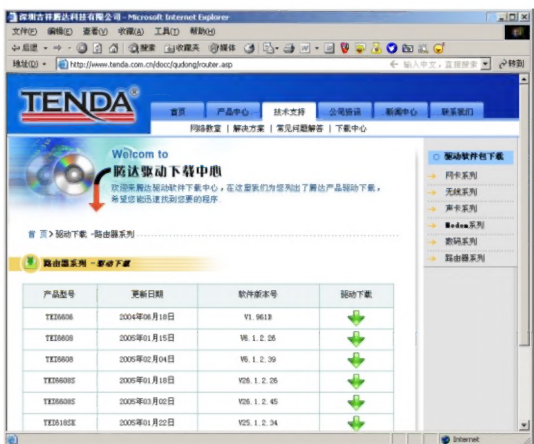 深圳吉祥腾达科技有限公司 - Microsoft Internet Explorer
文件(F) 编辑(E) 查看(V) 收藏(A) 工具(T) 帮助(H)
后退 搜索 收藏夹 媒体
地址(D) http://www.tenda.com.cn/docc/qudong/router.asp 输入中文，直接搜索 转到
TENDA®
首页 产品中心 技术支持 公司资讯 新闻中心 联系我们
网络教室 | 解决方案 | 常见问题解答 | 下载中心
Welcom to
腾达驱动下载中心
欢迎来腾达驱动软件下载中心，在这里我们为您列出了腾达产品驱动下载，
希望您能迅速找到您要的程序.
首 页>驱动下载 -路由器系列
路由器系列 - 驱动下载
产品型号 更新日期 软件版本号 驱动下载
TEI6606 2004年06月18日 V1.961B
TEI6608 2005年01月15日 V6.1.2.26
TEI6608 2005年02月04日 V6.1.2.39
TEI6608S 2005年01月18日 V26.1.2.26
TEI6608S 2005年03月02日 V26.1.2.45
2005年01月22日 V25.1.2.34
驱动软件包下载
网卡系列
无线系列
声卡系列
Modem系列
数码系列
路由器系列
Internet